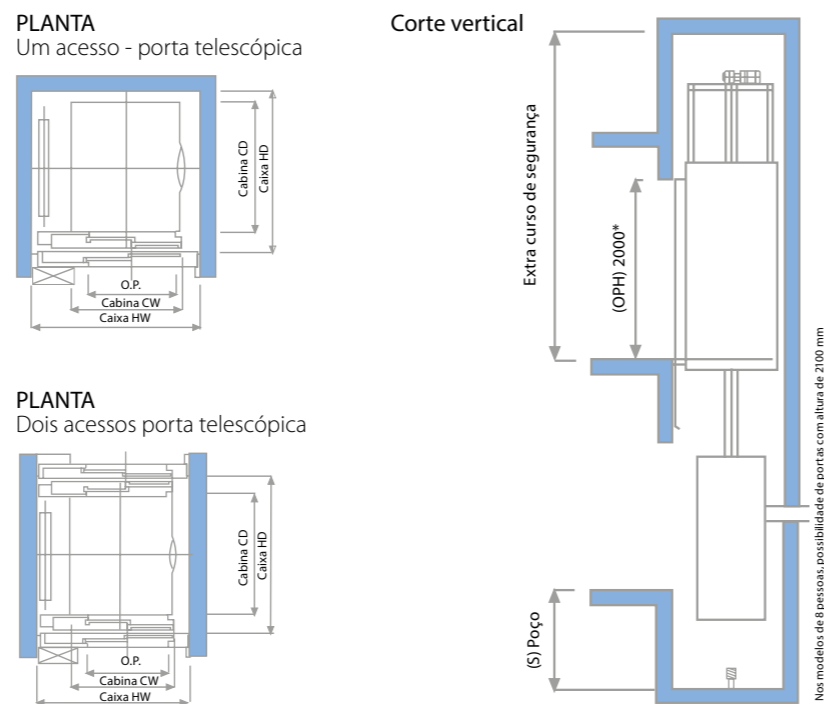 PLANTA
Um acesso - porta telescópica
Cabina CD
Caixa HD
O.P.
Cabina CW
Caixa HW
PLANTA
Dois acessos porta telescópica
Cabina CD
Caixa HD
O.P.
Cabina CW
Caixa HW
Corte vertical
Extra curso de segurança
(OPH) 2000*
(S) Poço
Nos modelos de 8 pessoas, possibilidade de portas com altura de 2100 mm